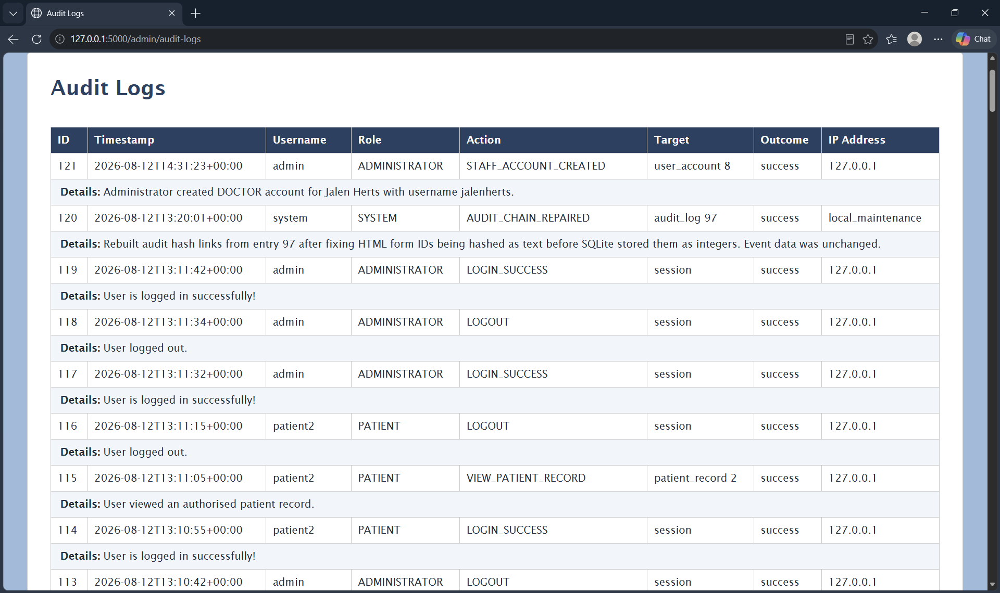 Audit Logs
127.0.0.1:5000/admin/audit-logs
Chat
Audit Logs
ID Timestamp Username Role Action Target Outcome IP Address
121 2026-08-12T14:31:23+00:00 admin ADMINISTRATOR STAFF_ACCOUNT_CREATED user_account 8 success 127.0.0.1
Details: Administrator created DOCTOR account for Jalen Herts with username jalenherts.
120 2026-08-12T13:20:01+00:00 system SYSTEM AUDIT_CHAIN_REPAIRED audit_log 97 success local_maintenance
Details: Rebuilt audit hash links from entry 97 after fixing HTML form IDs being hashed as text before SQLite stored them as integers. Event data was unchanged.
119 2026-08-12T13:11:42+00:00 admin ADMINISTRATOR LOGIN_SUCCESS session success 127.0.0.1
Details: User is logged in successfully!
118 2026-08-12T13:11:34+00:00 admin ADMINISTRATOR LOGOUT session success 127.0.0.1
Details: User logged out.
117 2026-08-12T13:11:32+00:00 admin ADMINISTRATOR LOGIN_SUCCESS session success 127.0.0.1
Details: User is logged in successfully!
116 2026-08-12T13:11:15+00:00 patient2 PATIENT LOGOUT session success 127.0.0.1
Details: User logged out.
115 2026-08-12T13:11:05+00:00 patient2 PATIENT VIEW_PATIENT_RECORD patient_record 2 success 127.0.0.1
Details: User viewed an authorised patient record.
114 2026-08-12T13:10:55+00:00 patient2 PATIENT LOGIN_SUCCESS session success 127.0.0.1
Details: User is logged in successfully!
113 2026-08-12T13:10:42+00:00 admin ADMINISTRATOR LOGOUT session success 127.0.0.1